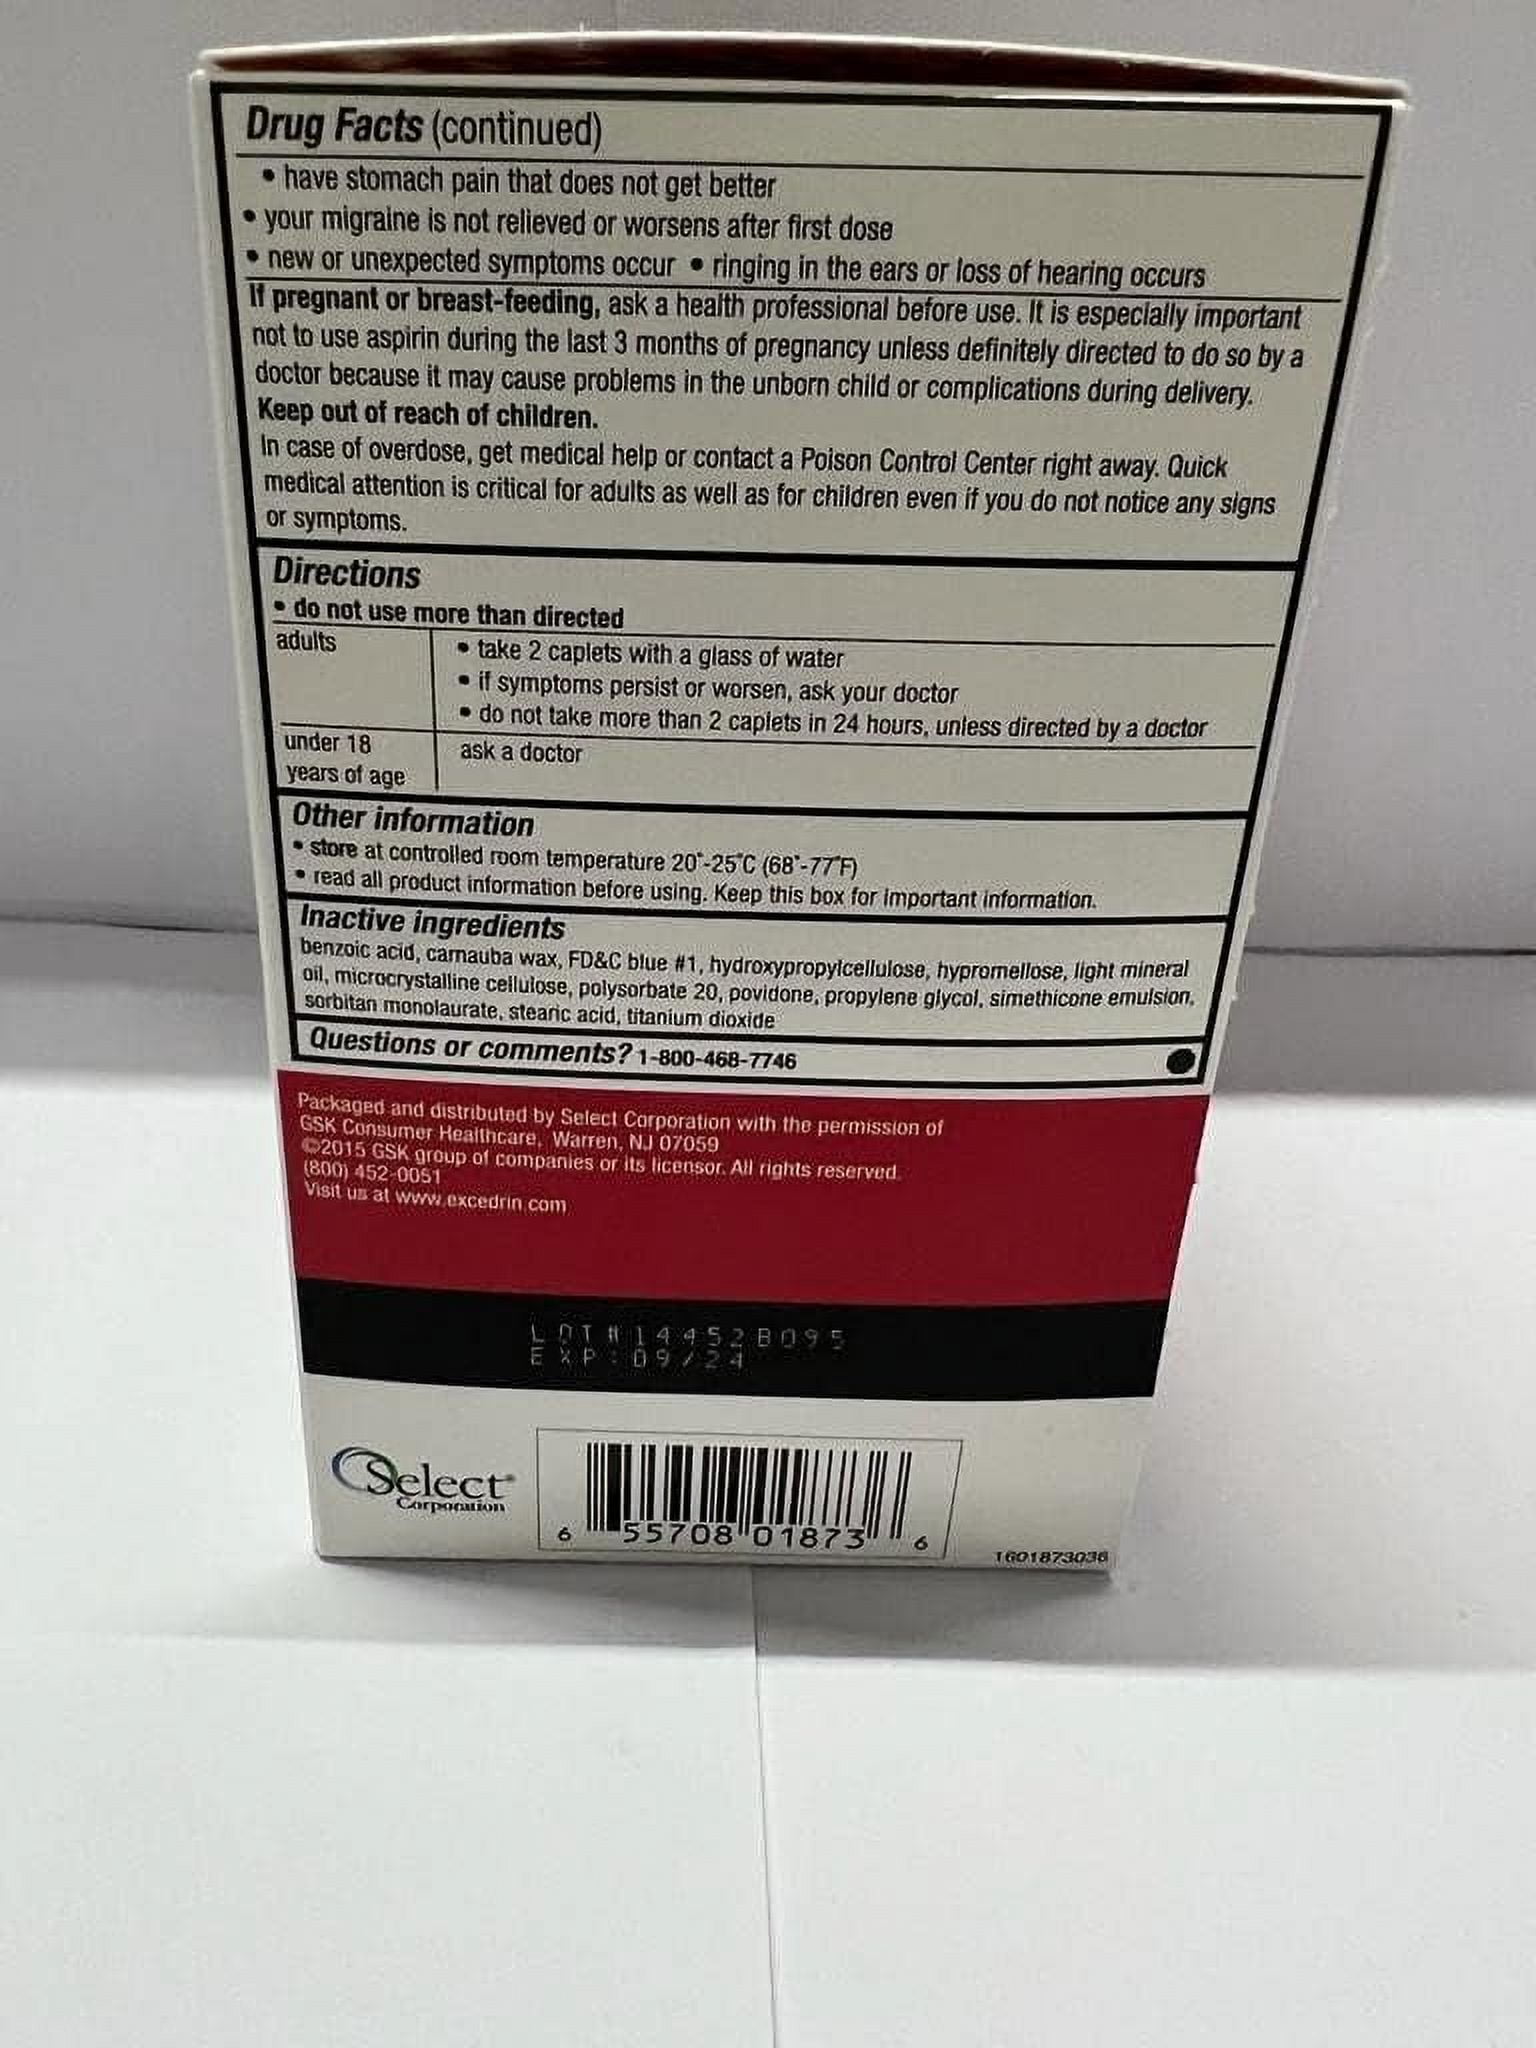 Drug Facts (continued)
• have stomach pain that does not get better
• your migraine is not relieved or worsens after first dose
• new or unexpected symptoms occur • ringing in the ears or loss of hearing occurs
If pregnant or breast-feeding, ask a health professional before use. It is especially important
not to use aspirin during the last 3 months of pregnancy unless definitely directed to do so by a
doctor because it may cause problems in the unborn child or complications during delivery.
Keep out of reach of children.
In case of overdose, get medical help or contact a Poison Control Center right away. Quick
medical attention is critical for adults as well as for children even if you do not notice any signs
or symptoms.
Directions
• do not use more than directed
adults
• take 2 caplets with a glass of water
• if symptoms persist or worsen, ask your doctor
• do not take more than 2 caplets in 24 hours, unless directed by a doctor
under 18
years of age
ask a doctor
Other information
• store at controlled room temperature 20°-25°C (68°-77°F)
• read all product information before using. Keep this box for important information.
Inactive ingredients
benzoic acid, carnauba wax, FD&C blue #1, hydroxypropylcellulose, hypromellose, light mineral
oil, microcrystalline cellulose, polysorbate 20, povidone, propylene glycol, simethicone emulsion,
sorbitan monolaurate, stearic acid, titanium dioxide
Questions or comments? 1-800-468-7746
Packaged and distributed by Select Corporation with the permission of
GSK Consumer Healthcare, Warren, NJ 07059
©2015 GSK group of companies or its licensor. All rights reserved.
(800) 452-0051
Visit us at www.excedrin.com
LOT#14452B095
EXP:09/24
Select®
Corporation
6 55708 01873 6
1601873036